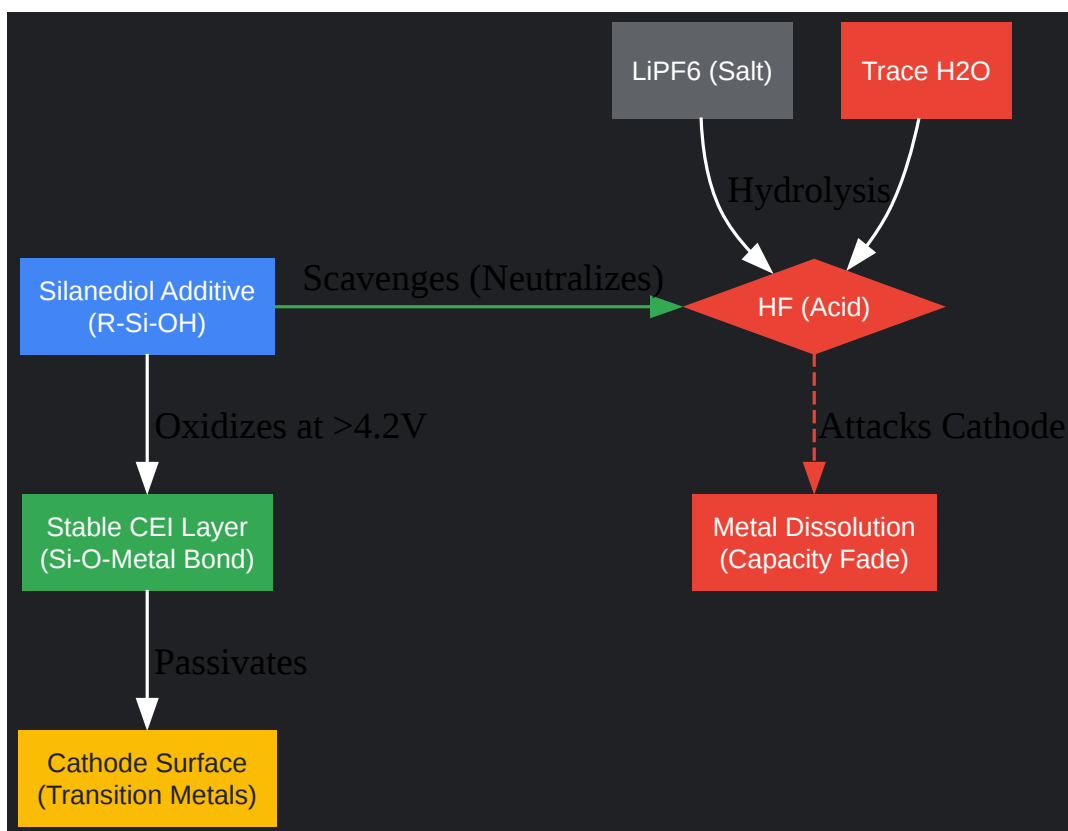 LiPF6 (Salt)
Trace H2O
Hydrolysis
Silanediol Additive
(R-Si-OH)
Scavenges (Neutralizes)
HF (Acid)
Oxidizes at >4.2V
Attacks Cathode
Stable CEI Layer
(Si-O-Metal Bond)
Metal Dissolution
(Capacity Fade)
Passivates
Cathode Surface
(Transition Metals)